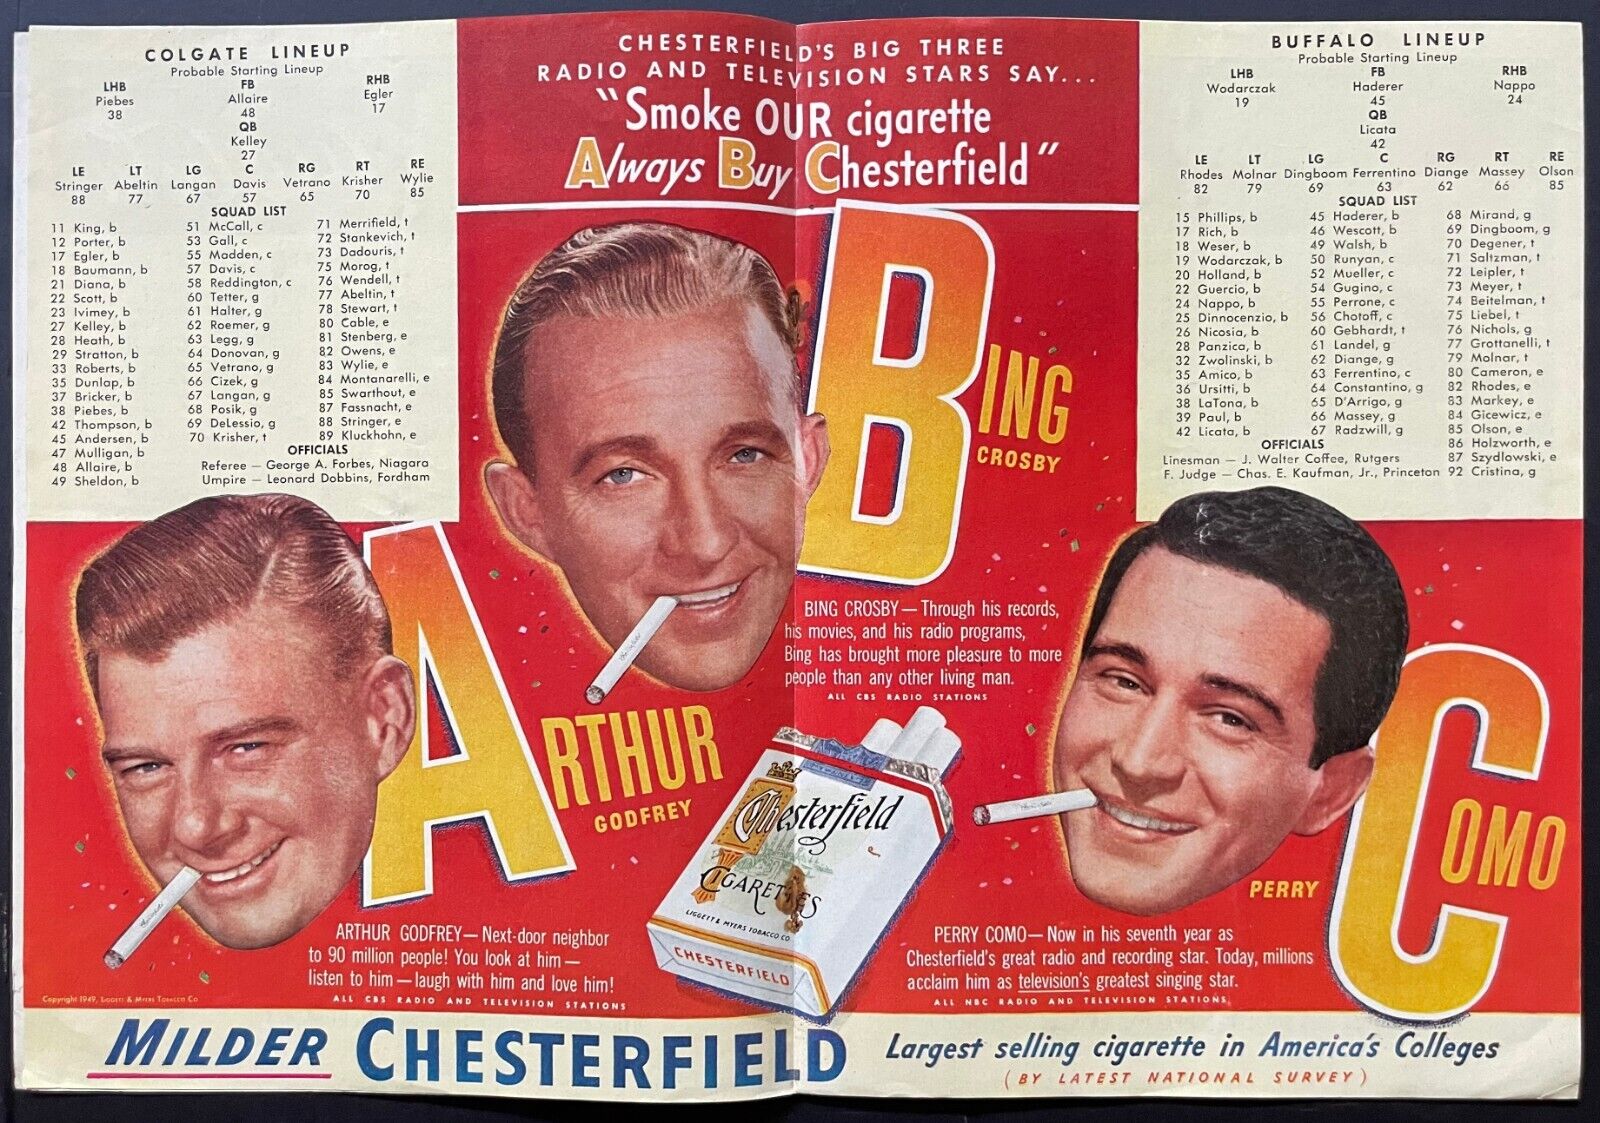 COLGATE LINEUP
Probable Starting Lineup
LHB FB RHB
Piebes Allaire Egler
38 48 17
QB
Kelley
27
LE LT LG C RG RT RE
Stringer Abeltin Langan Davis Vetrano Krisher Wylie
88 77 67 57 65 70 85
SQUAD LIST
11 King, b
12 Porter, b
17 Egler, b
18 Baumann, b
21 Diana, b
22 Scott, b
23 Ivimey, b
27 Kelley, b
28 Heath, b
29 Stratton, b
33 Roberts, b
35 Dunlap, b
37 Bricker, b
38 Piebes, b
42 Thompson, b
45 Andersen, b
47 Mulligan, b
48 Allaire, b
49 Sheldon, b
51 McCall, c
53 Gall, c
55 Madden, c
57 Davis, c
58 Reddington, c
60 Tetter, g
61 Halter, g
62 Roemer, g
63 Legg, g
64 Donovan, g
65 Vetrano, g
66 Cizek, g
67 Langan, g
68 Posik, g
69 DeLessio, g
70 Krisher, t
71 Merrifield, t
72 Stankevich, t
73 Dadouris, t
75 Morog, t
76 Wendell, t
77 Abeltin, t
78 Stewart, t
80 Cable, e
81 Stenberg, e
82 Owens, e
83 Wylie, e
84 Montanarelli, e
85 Swarthout, e
87 Fassnacht, e
88 Stringer, e
89 Kluckhohn, e
OFFICIALS
Referee – George A. Forbes, Niagara
Umpire – Leonard Dobbins, Fordham
CHESTERFIELD'S BIG THREE
RADIO AND TELEVISION STARS SAY...
"Smoke OUR cigarette
Always Buy Chesterfield"
BUFFALO LINEUP
Probable Starting Lineup
LHB FB RHB
Wodarczak Haderer Nappo
19 45 24
QB
Licata
42
LE LT LG C RG RT RE
Rhodes Molnar Dingboom Ferrentino Diange Massey Olson
82 79 69 63 62 66 85
SQUAD LIST
15 Phillips, b
17 Rich, b
18 Weser, b
19 Wodarczak, b
20 Holland, b
22 Guercio, b
24 Nappo, b
25 Dinnocenzio, b
26 Nicosia, b
28 Panzica, b
32 Zwolinski, b
35 Amico, b
36 Ursitti, b
38 LaTona, b
39 Paul, b
42 Licata, b
45 Haderer, b
46 Wescott, b
49 Walsh, b
50 Runyan, c
52 Mueller, c
54 Gugino, c
55 Perrone, c
56 Chotoff, c
60 Gebhardt, t
61 Landel, g
62 Diange, g
63 Ferrentino, c
64 Constantino, g
65 D'Arrigo, g
66 Massey, g
67 Radzwill, g
68 Mirand, g
69 Dingboom, g
70 Degener, t
71 Saltzman, t
72 Leipler, t
73 Meyer, t
74 Beitelman, t
75 Liebel, t
76 Nichols, g
77 Grottanelli, t
79 Molnar, t
80 Cameron, e
82 Rhodes, e
83 Markey, e
84 Gicewicz, e
85 Olson, e
86 Holzworth, e
87 Szydlowski, e
92 Cristina, g
OFFICIALS
Linesman – J. Walter Coffee, Rutgers
F. Judge – Chas. E. Kaufman, Jr., Princeton
BING
CROSBY
BING CROSBY—Through his records,
his movies, and his radio programs,
Bing has brought more pleasure to more
people than any other living man.
ALL CBS RADIO STATIONS
ARTHUR
GODFREY
Chesterfield
CIGARETTES
LIGGETT & MYERS TOBACCO CO
CHESTERFIELD
PERRY COMO
ARTHUR GODFREY—Next-door neighbor
to 90 million people! You look at him—
listen to him—laugh with him and love him!
ALL CBS RADIO AND TELEVISION STATIONS
PERRY COMO—Now in his seventh year as
Chesterfield's great radio and recording star. Today, millions
acclaim him as television's greatest singing star.
ALL NBC RADIO AND TELEVISION STATIONS
Copyright 1949, LIGGETT & MYERS TOBACCO CO
MILDER CHESTERFIELD
Largest selling cigarette in America's Colleges
(BY LATEST NATIONAL SURVEY)